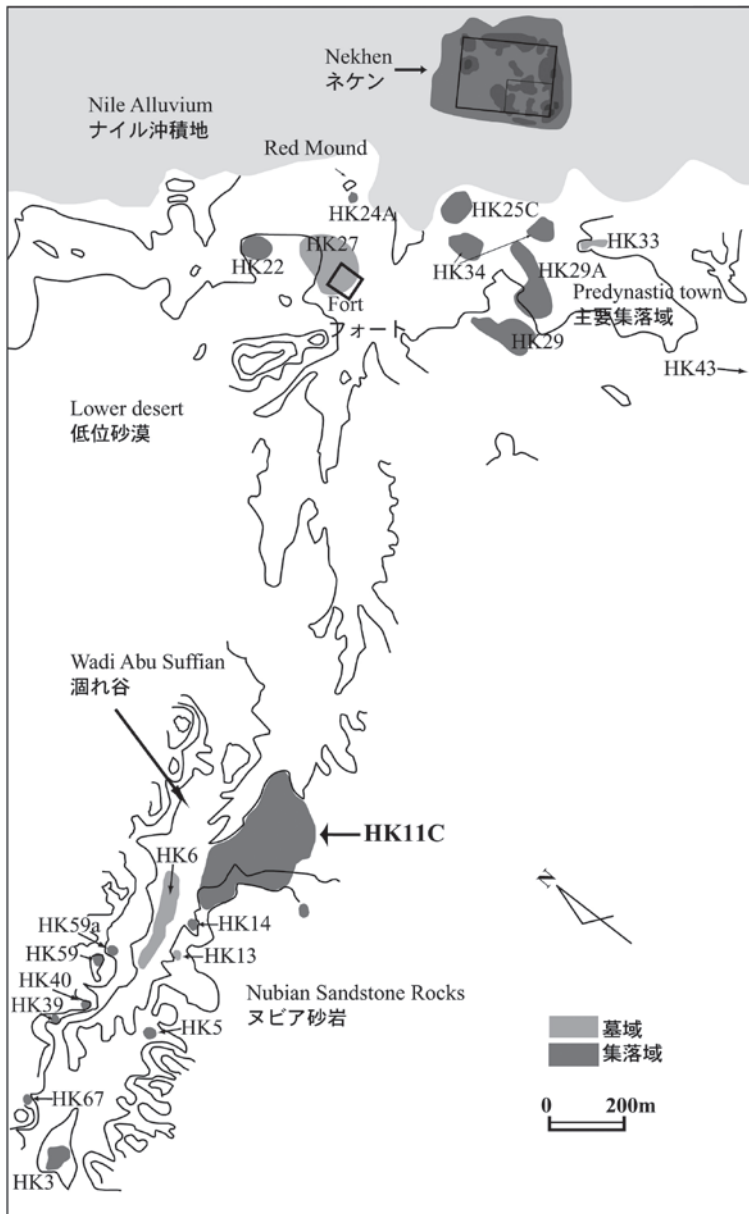 Nekhen
ネケン
Nile Alluvium
ナイル沖積地
Red Mound
HK24A
HK25C
HK27
HK22
HK34
HK33
HK29A
Fort
フォート
Predynastic town
主要集落域
HK29
HK43
Lower desert
低位砂漠
Wadi Abu Suffian
涸れ谷
HK11C
HK6
HK59a
HK14
HK59
HK13
HK40
HK39
Nubian Sandstone Rocks
ヌビア砂岩
HK5
N
墓域
集落域
HK67
0 200m
HK3